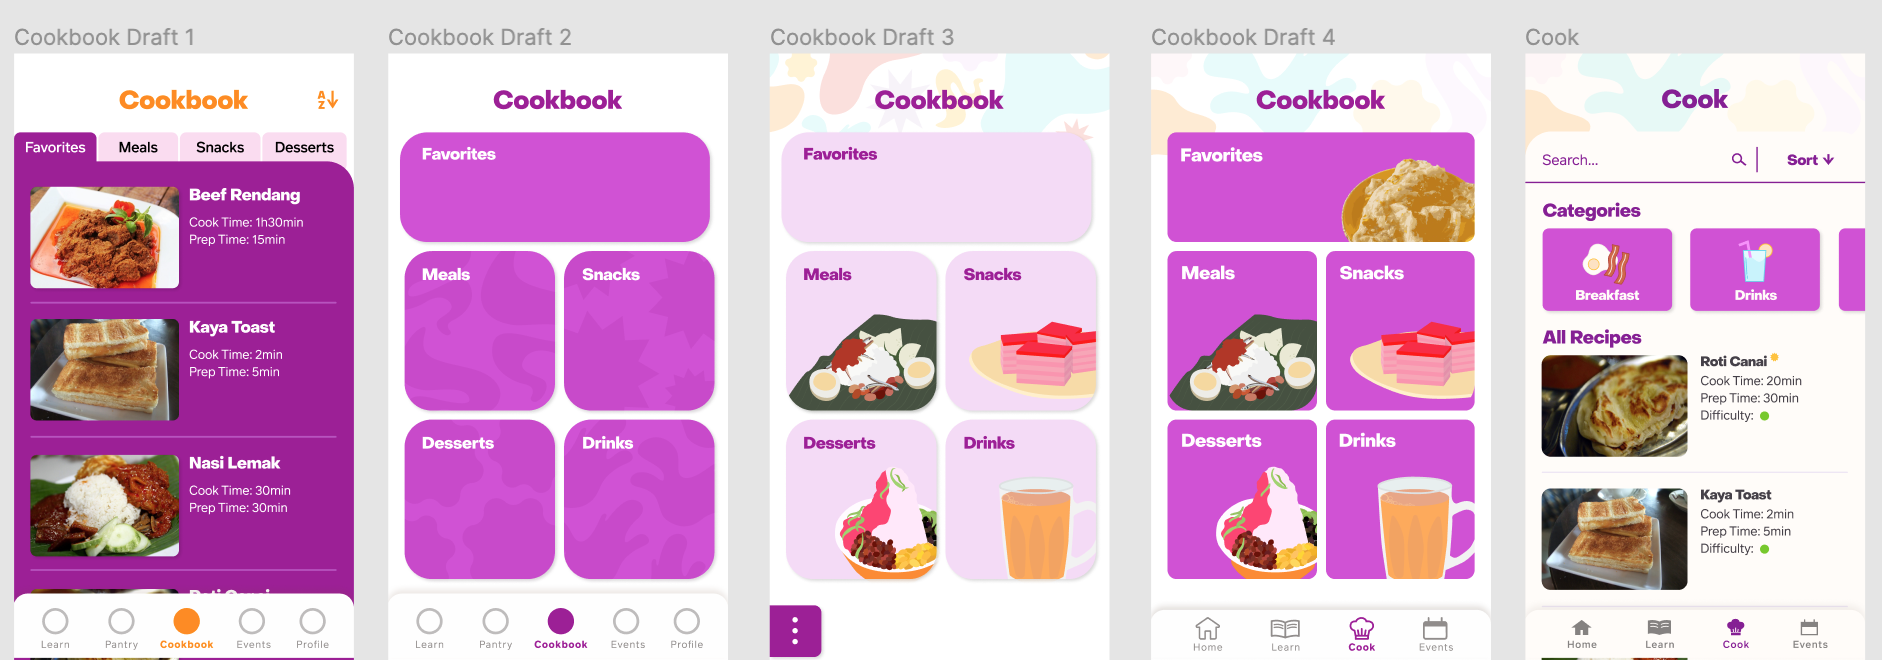 Cookbook Draft 1
Cookbook
A
Z
Favorites
Meals
Snacks
Desserts
Beef Rendang
Cook Time: 1h30min
Prep Time: 15min
Kaya Toast
Cook Time: 2min
Prep Time: 5min
Nasi Lemak
Cook Time: 30min
Prep Time: 30min
Roti Canai
Learn
Pantry
Cookbook
Events
Profile
Cookbook Draft 2
Cookbook
Favorites
Meals
Snacks
Desserts
Drinks
Learn
Pantry
Cookbook
Events
Profile
Cookbook Draft 3
Cookbook
Favorites
Meals
Snacks
Desserts
Drinks
Cookbook Draft 4
Cookbook
Favorites
Meals
Snacks
Desserts
Drinks
Home
Learn
Cook
Events
Cook
Cook
Search...
Sort
Categories
Breakfast
Drinks
All Recipes
Roti Canai
Cook Time: 20min
Prep Time: 30min
Difficulty:
Kaya Toast
Cook Time: 2min
Prep Time: 5min
Difficulty:
Home
Learn
Cook
Events